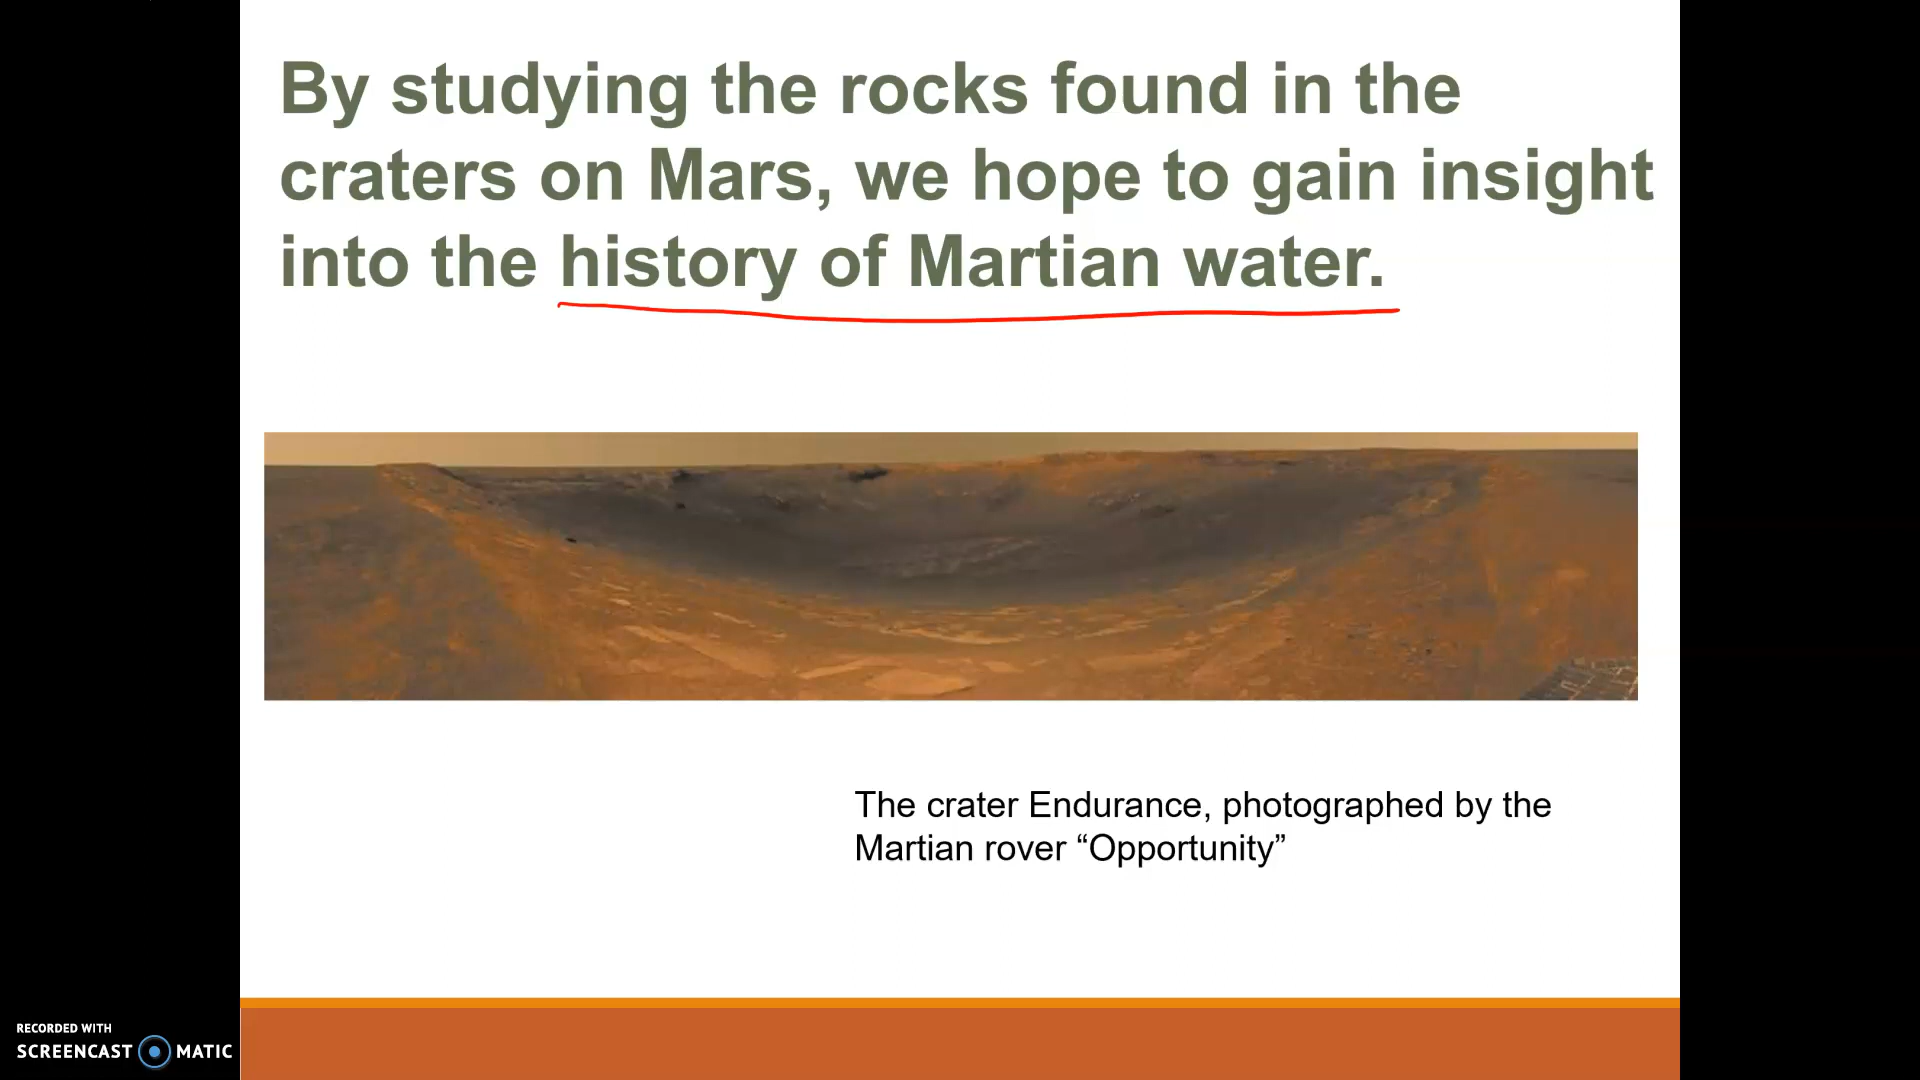 By studying the rocks found in the
craters on Mars, we hope to gain insight
into the history of Martian water.
The crater Endurance, photographed by the
Martian rover “Opportunity”
RECORDED WITH
SCREENCAST MATIC